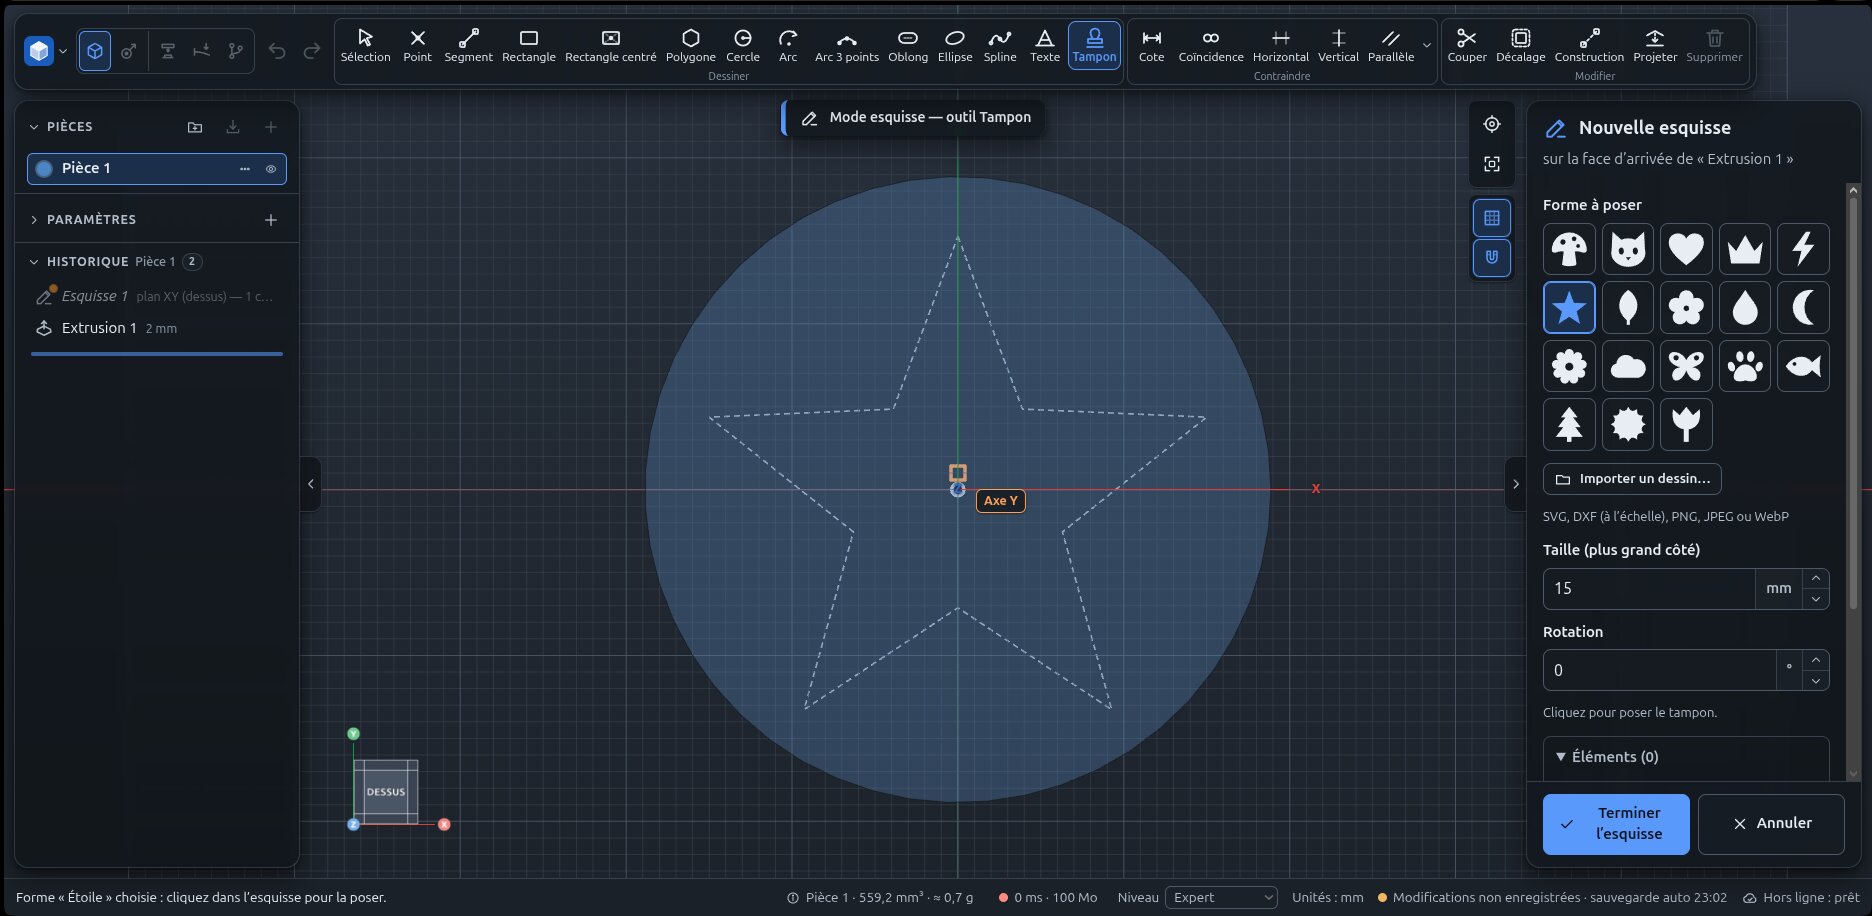 Sélection Point Segment Rectangle Rectangle centré Polygone Cercle Arc Arc 3 points Oblong Ellipse Spline Texte Tampon
Dessiner
Cote Coïncidence Horizontal Vertical Parallèle
Contraindre
Couper Décalage Construction Projeter Supprimer
Modifier
PIÈCES
Pièce 1
PARAMÈTRES
HISTORIQUE Pièce 1 2
Esquisse 1 plan XY (dessus) — 1 c...
Extrusion 1 2 mm
Mode esquisse — outil Tampon
Axe Y
X
Y
DESSUS
Z
X
Nouvelle esquisse
sur la face d’arrivée de « Extrusion 1 »
Forme à poser
Importer un dessin...
SVG, DXF (à l’échelle), PNG, JPEG ou WebP
Taille (plus grand côté)
15 mm
Rotation
0 °
Cliquez pour poser le tampon.
▼ Éléments (0)
Terminer
l’esquisse
Annuler
Forme « Étoile » choisie : cliquez dans l’esquisse pour la poser.
Pièce 1 · 559,2 mm³ · ≈ 0,7 g
0 ms · 100 Mo
Niveau Expert
Unités : mm
Modifications non enregistrées · sauvegarde auto 23:02
Hors ligne : prêt